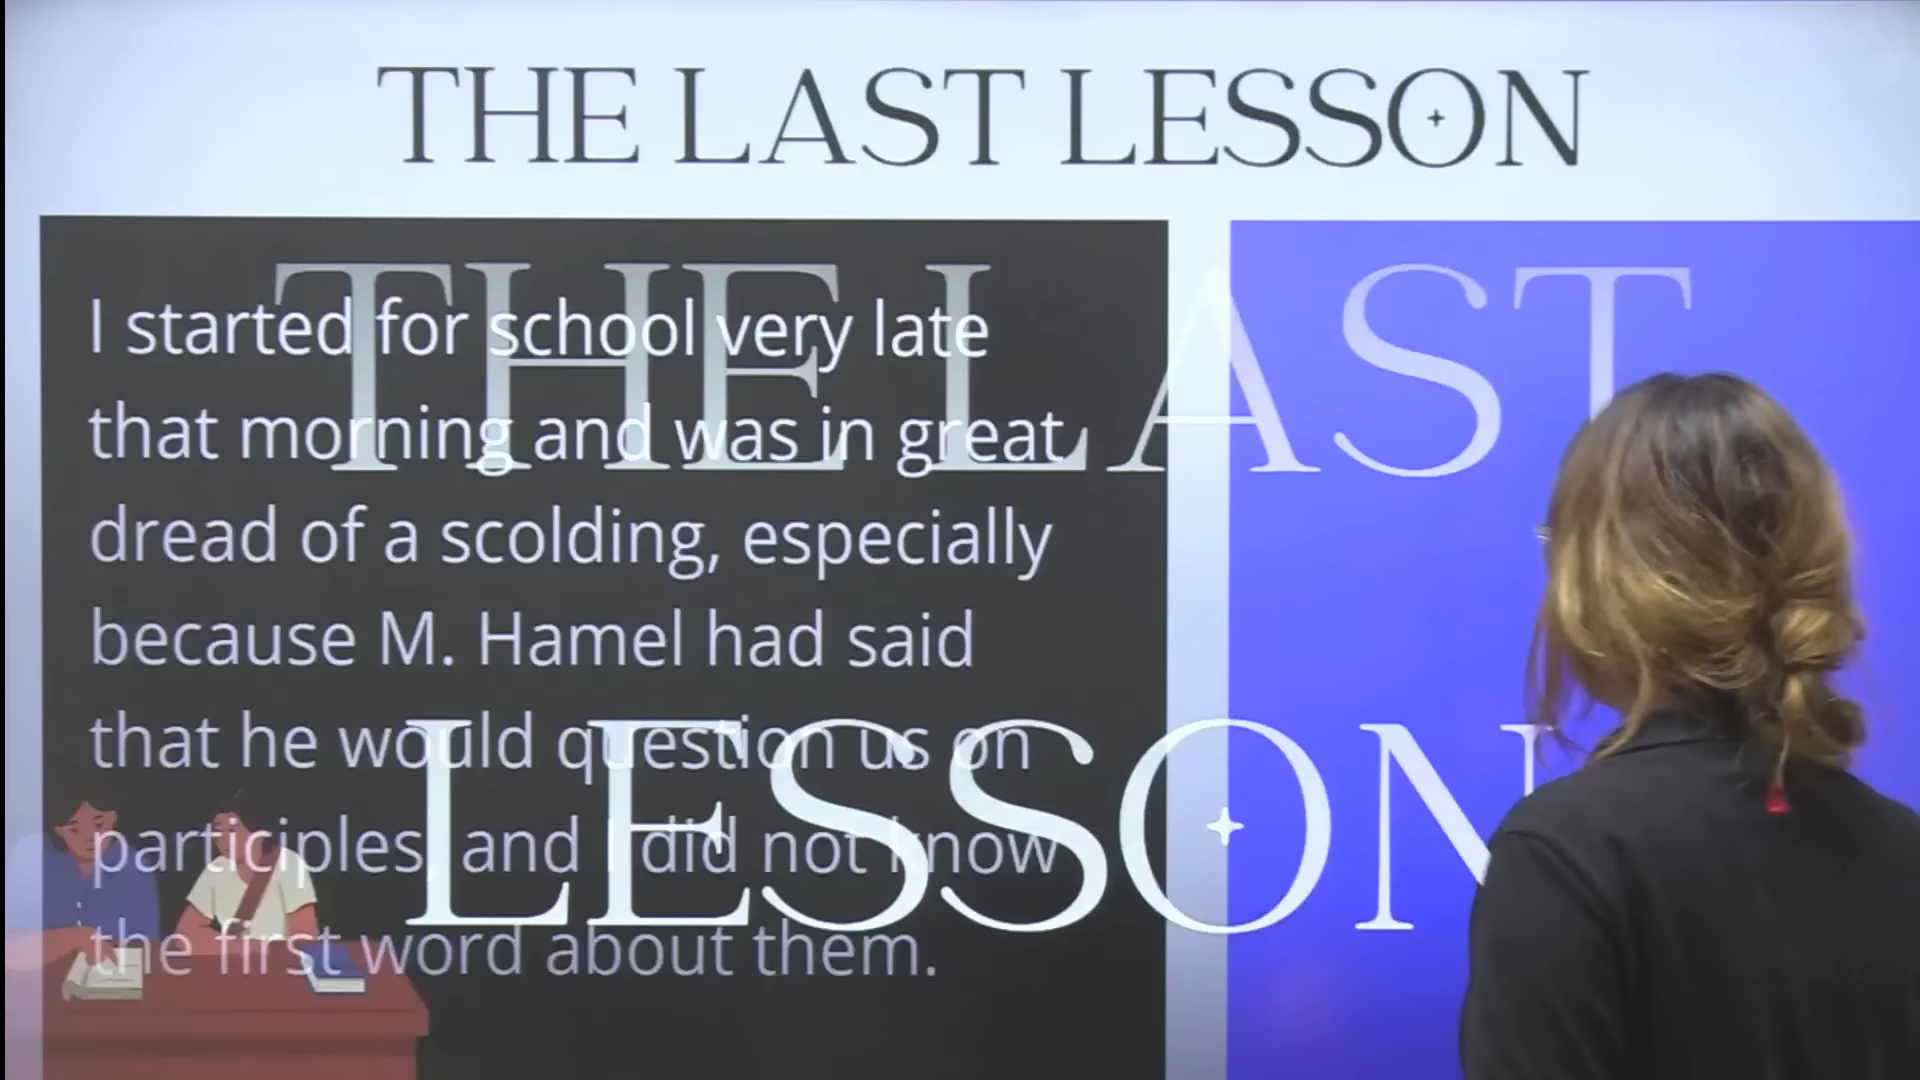 THE LAST LESSON
I started for school very late
that morning and was in great
dread of a scolding, especially
because M. Hamel had said
that he would question us on
participles, and I did not know
the first word about them.
THE LAST
LESSON